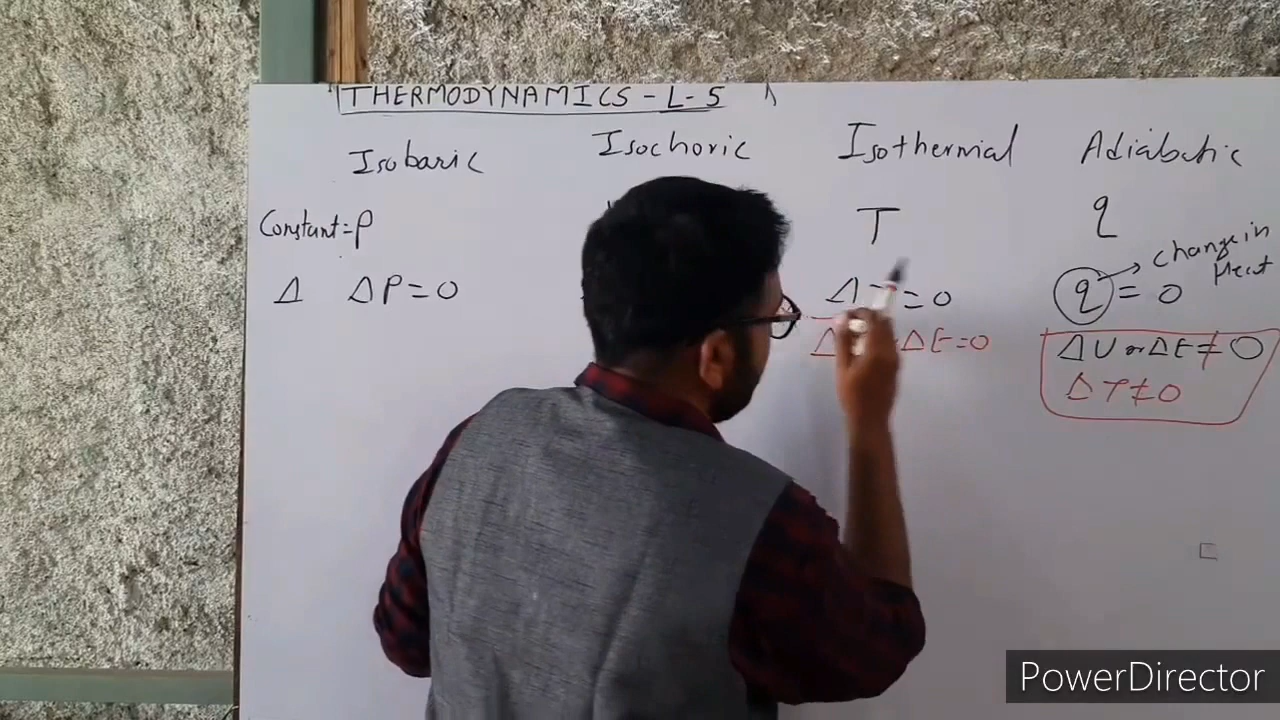 THERMODYNAMICS - L-5
Isobaric Isochoric Isothermal Adiabatic
Constant = P T q
change in
Heat
Δ ΔP = 0 Δ = 0 q = 0
Δ ΔE = 0 ΔU or ΔE ≠ 0
ΔT ≠ 0
PowerDirector